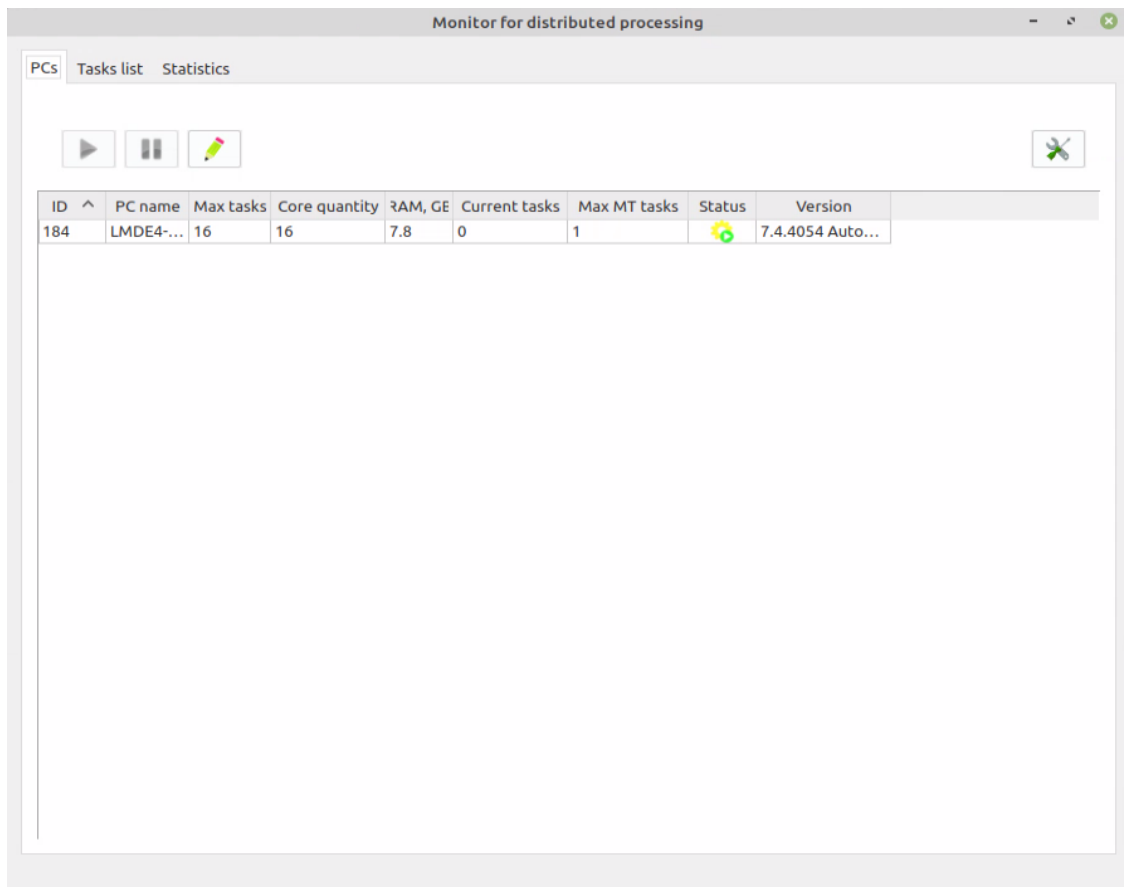 Monitor for distributed processing
PCs Tasks list Statistics
ID PC name Max tasks Core quantity RAM, GB Current tasks Max MT tasks Status Version
184 LMDE4-... 16 16 7.8 0 1 7.4.4054 Auto...